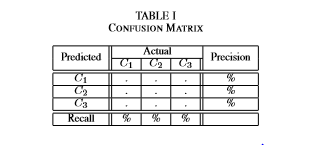 TABLE I
CONFUSION MATRIX
Predicted Actual Precision
C1 C2 C3
C1 . . . %
C2 . . . %
C3 . . . %
Recall % % %